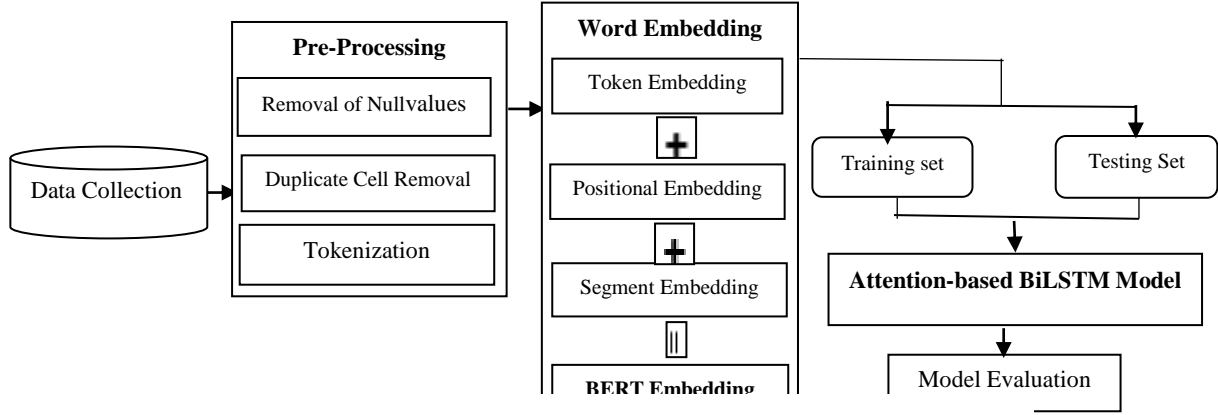 Data Collection
Pre-Processing
Removal of Nullvalues
Duplicate Cell Removal
Tokenization
Word Embedding
Token Embedding
+
Positional Embedding
+
Segment Embedding
||
BERT Embedding
Training set
Testing Set
Attention-based BiLSTM Model
Model Evaluation